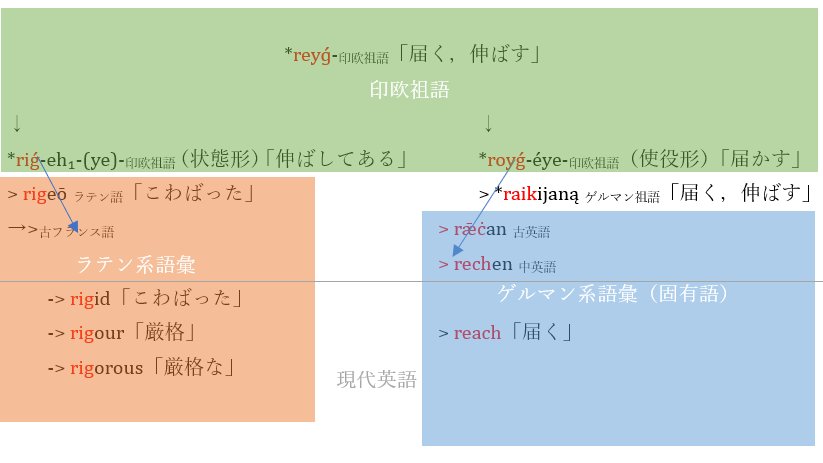 *reyǵ-印欧祖語「届く，伸ばす」
印欧祖語
↓ ↓
*riǵ-eh₁-(ye)-印欧祖語 (状態形)「伸ばしてある」 *royǵ-éye-印欧祖語（使役形）「届かす」
> rigeō ラテン語「こわばった」 > *raikijaną ゲルマン祖語「届く，伸ばす」
→>古フランス語 > rǣċan 古英語
ラテン系語彙 > rechen 中英語
-> rigid「こわばった」 ゲルマン系語彙（固有語）
-> rigour「厳格」 > reach「届く」
-> rigorous「厳格な」
現代英語